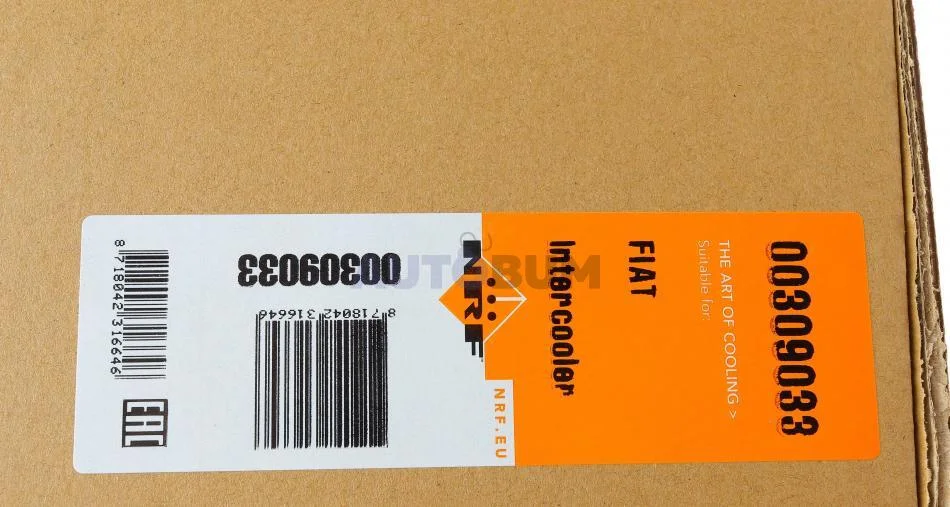 00309033
THE ART OF COOLING >
Suitable for:
FIAT
Intercooler
NRF
NRF.EU
00309033
8 718042 316646
8 718042 316646
EAC
AUTOBUM